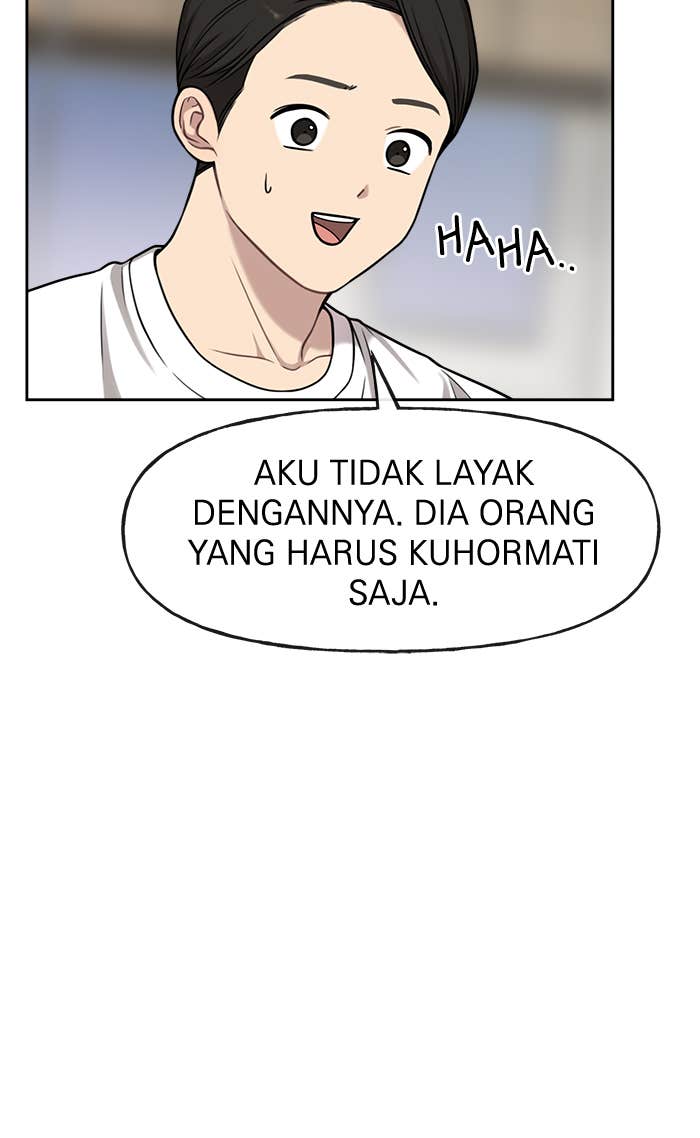 HAHA..
AKU TIDAK LAYAK
DENGANNYA. DIA ORANG
YANG HARUS KUHORMATI
SAJA.